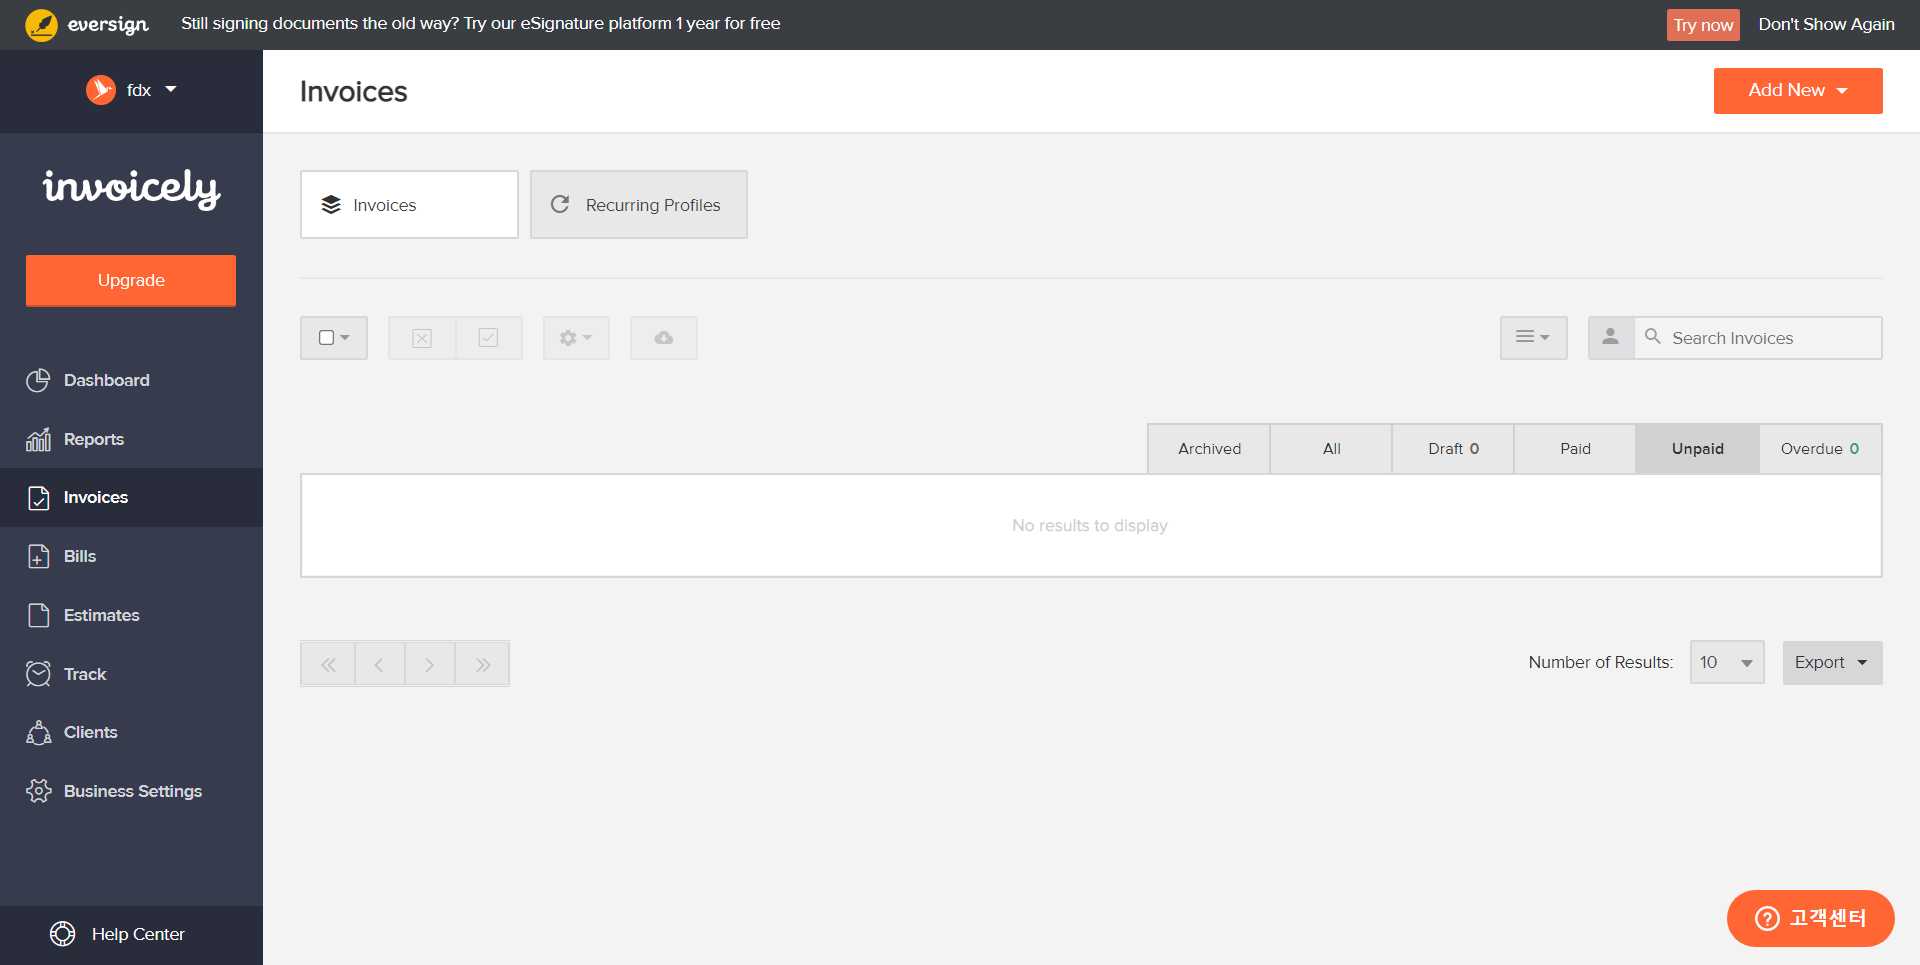 eversign
Still signing documents the old way? Try our eSignature platform 1 year for free
Try now
Don't Show Again
fdx
Invoices
Add New
invoicely
Upgrade
Invoices
Recurring Profiles
Search Invoices
Dashboard
Reports
Invoices
Bills
Estimates
Track
Clients
Business Settings
Archived
All
Draft 0
Paid
Unpaid
Overdue 0
No results to display
Number of Results:
10
Export
Help Center
고객센터